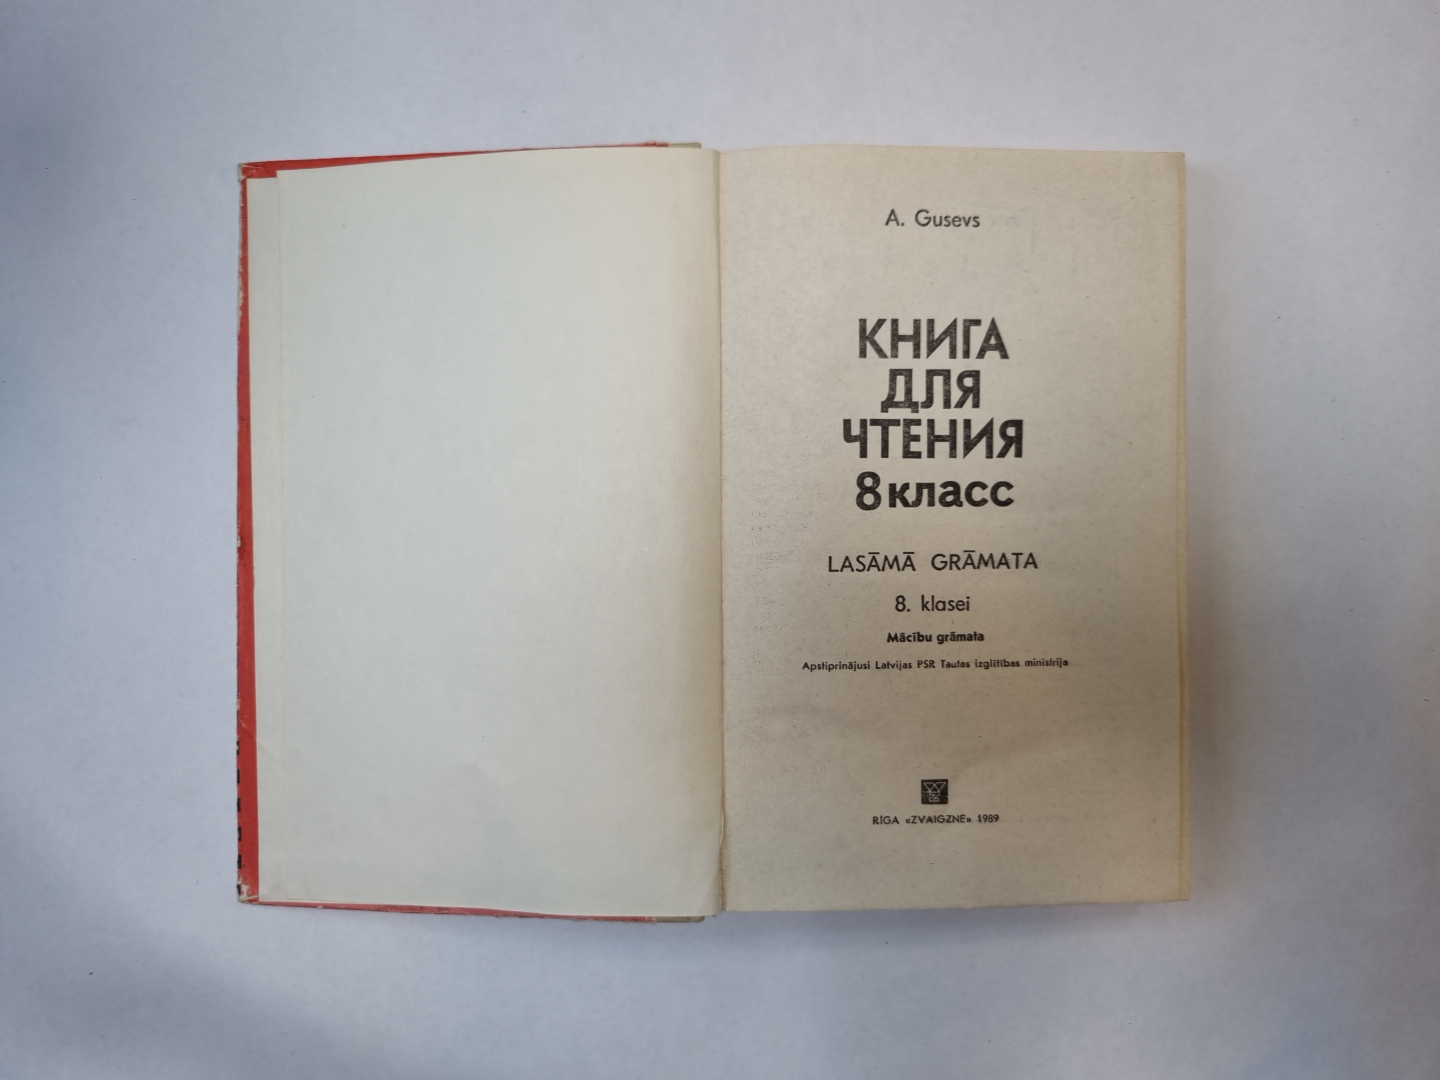 A. Gusevs
КНИГА
ДЛЯ
ЧТЕНИЯ
8 класс
LASĀMĀ GRĀMATA
8. klasei
Mācību grāmata
Apstiprinājusi Latvijas PSR Tautas izglītības ministrija
RĪGA «ZVAIGZNE» 1989